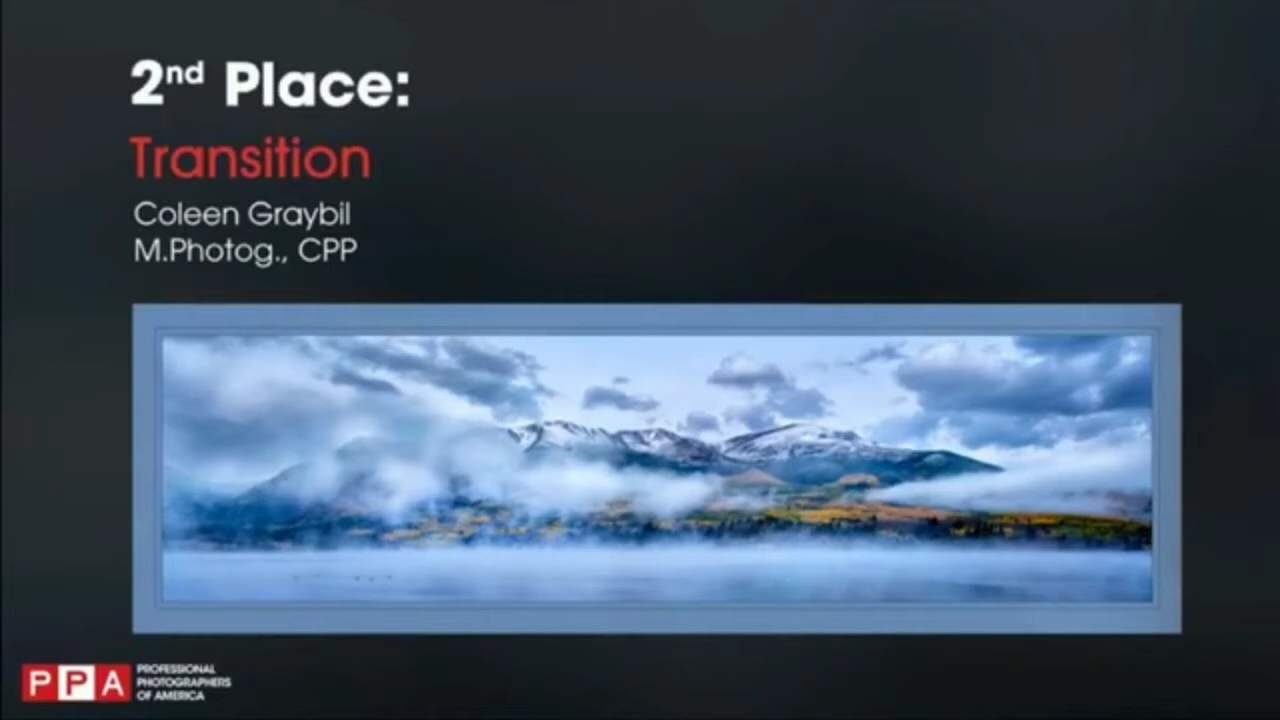 2nd Place:
Transition
Coleen Graybil
M.Photog., CPP
PPA
PROFESSIONAL
PHOTOGRAPHERS
OF AMERICA